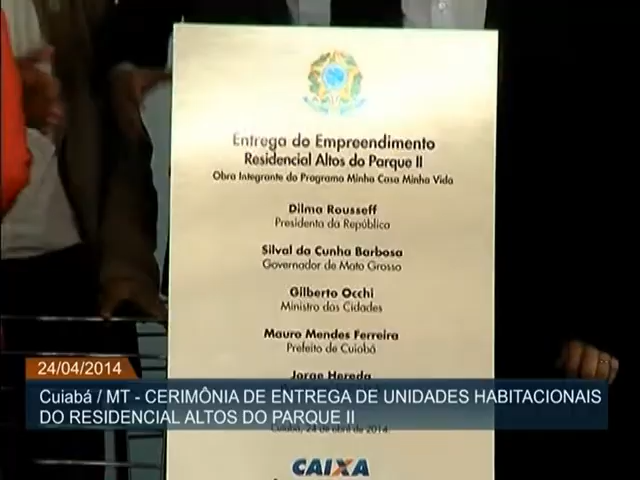 Entrega do Empreendimento
Residencial Altos do Parque II
Obra Integrante do Programa Minha Casa Minha Vida
Dilma Rousseff
Presidenta da República
Silval da Cunha Barbosa
Governador de Mato Grosso
Gilberto Occhi
Ministro das Cidades
Mauro Mendes Ferreira
Prefeito de Cuiabá
Jorge Hereda
24/04/2014
Cuiabá / MT - CERIMÔNIA DE ENTREGA DE UNIDADES HABITACIONAIS
DO RESIDENCIAL ALTOS DO PARQUE II
Cuiabá, 24 de abril de 2014.
CAIXA